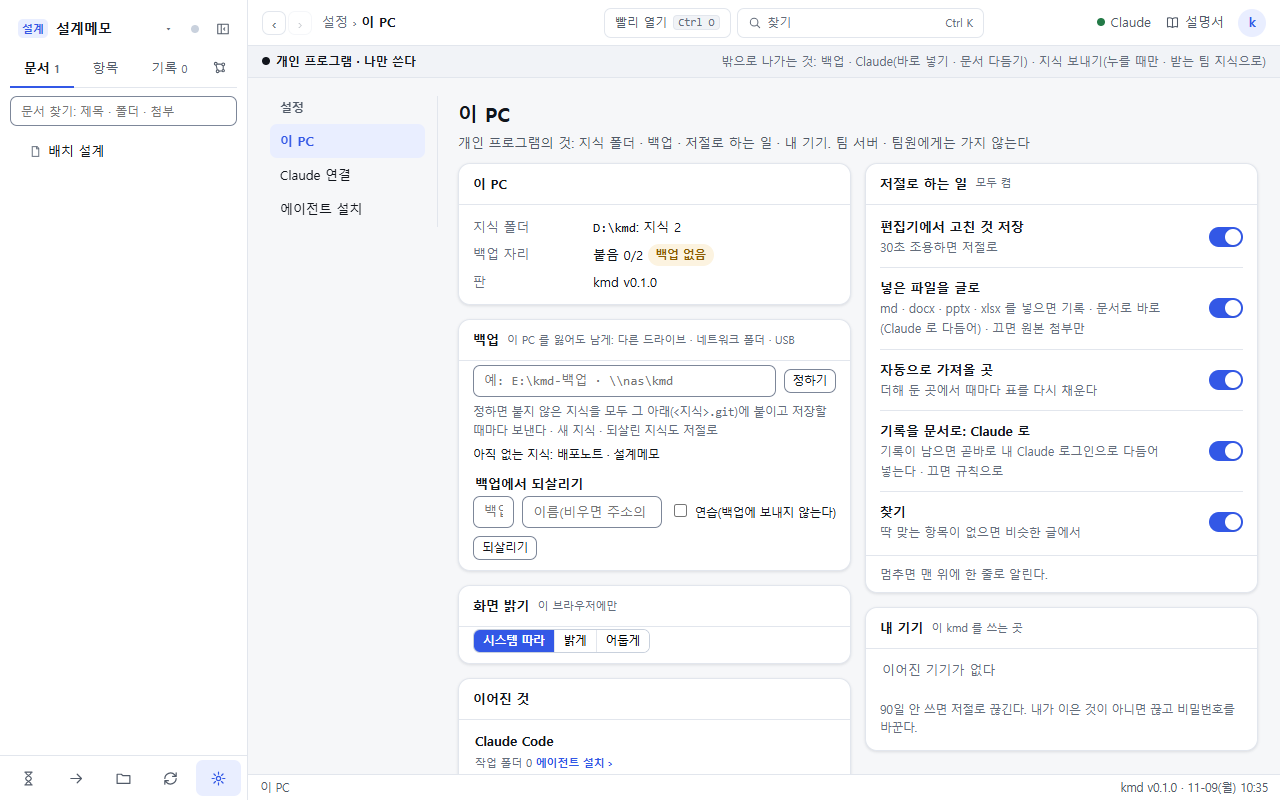 설계 설계메모
문서 1 항목 기록 0
문서 찾기: 제목 · 폴더 · 첨부
배치 설계
설정 › 이 PC
빨리 열기 Ctrl O
찾기 Ctrl K
Claude
설명서
k
개인 프로그램 · 나만 쓴다
밖으로 나가는 것: 백업 · Claude(바로 넣기 · 문서 다듬기) · 지식 보내기(누를 때만 · 받는 팀 지식으로)
설정
이 PC
Claude 연결
에이전트 설치
이 PC
개인 프로그램의 것: 지식 폴더 · 백업 · 저절로 하는 일 · 내 기기. 팀 서버 · 팀원에게는 가지 않는다
이 PC
지식 폴더 D:\kmd: 지식 2
백업 자리 붙음 0/2 백업 없음
판 kmd v0.1.0
백업 이 PC 를 잃어도 남게: 다른 드라이브 · 네트워크 폴더 · USB
예: E:\kmd-백업 · \\nas\kmd 정하기
정하면 붙지 않은 지식을 모두 그 아래(<지식>.git)에 붙이고 저장할
때마다 보낸다 · 새 지식 · 되살린 지식도 저절로
아직 없는 지식: 배포노트 · 설계메모
백업에서 되살리기
이름(비우면 주소의 연습(백업에 보내지 않는다)
되살리기
화면 밝기 이 브라우저에만
시스템 따라 밝게 어둡게
이어진 것
Claude Code
작업 폴더 0 에이전트 설치 ›
저절로 하는 일 모두 켬
편집기에서 고친 것 저장
30초 조용하면 저절로
넣은 파일을 글로
md · docx · pptx · xlsx 를 넣으면 기록 · 문서로 바로
(Claude 로 다듬어) · 끄면 원본 첨부만
자동으로 가져올 곳
더해 둔 곳에서 때마다 표를 다시 채운다
기록을 문서로: Claude 로
기록이 남으면 곧바로 내 Claude 로그인으로 다듬어
넣는다 · 끄면 규칙으로
찾기
딱 맞는 항목이 없으면 비슷한 글에서
멈추면 맨 위에 한 줄로 알린다.
내 기기 이 kmd 를 쓰는 곳
이어진 기기가 없다
90일 안 쓰면 저절로 끊긴다. 내가 이은 것이 아니면 끊고 비밀번호를
바꾼다.
이 PC
kmd v0.1.0 · 11-09(월) 10:35